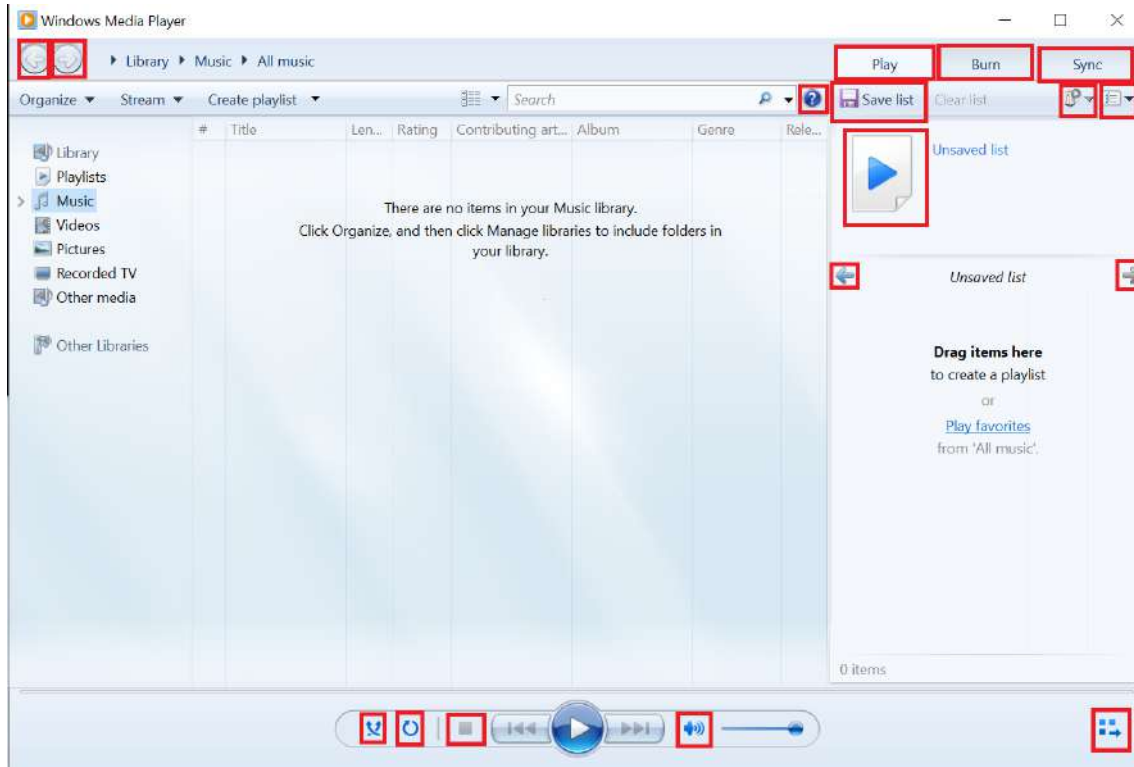 Windows Media Player
Library Music All music
Play Burn Sync
Organize Stream Create playlist Search Save list Clear list
# Title Len... Rating Contributing art... Album Genre Rele...
Library
Playlists
Music
Videos
Pictures
Recorded TV
Other media
Other Libraries
There are no items in your Music library.
Click Organize, and then click Manage libraries to include folders in
your library.
Unsaved list
Unsaved list
Drag items here
to create a playlist
or
Play favorites
from 'All music'.
0 items